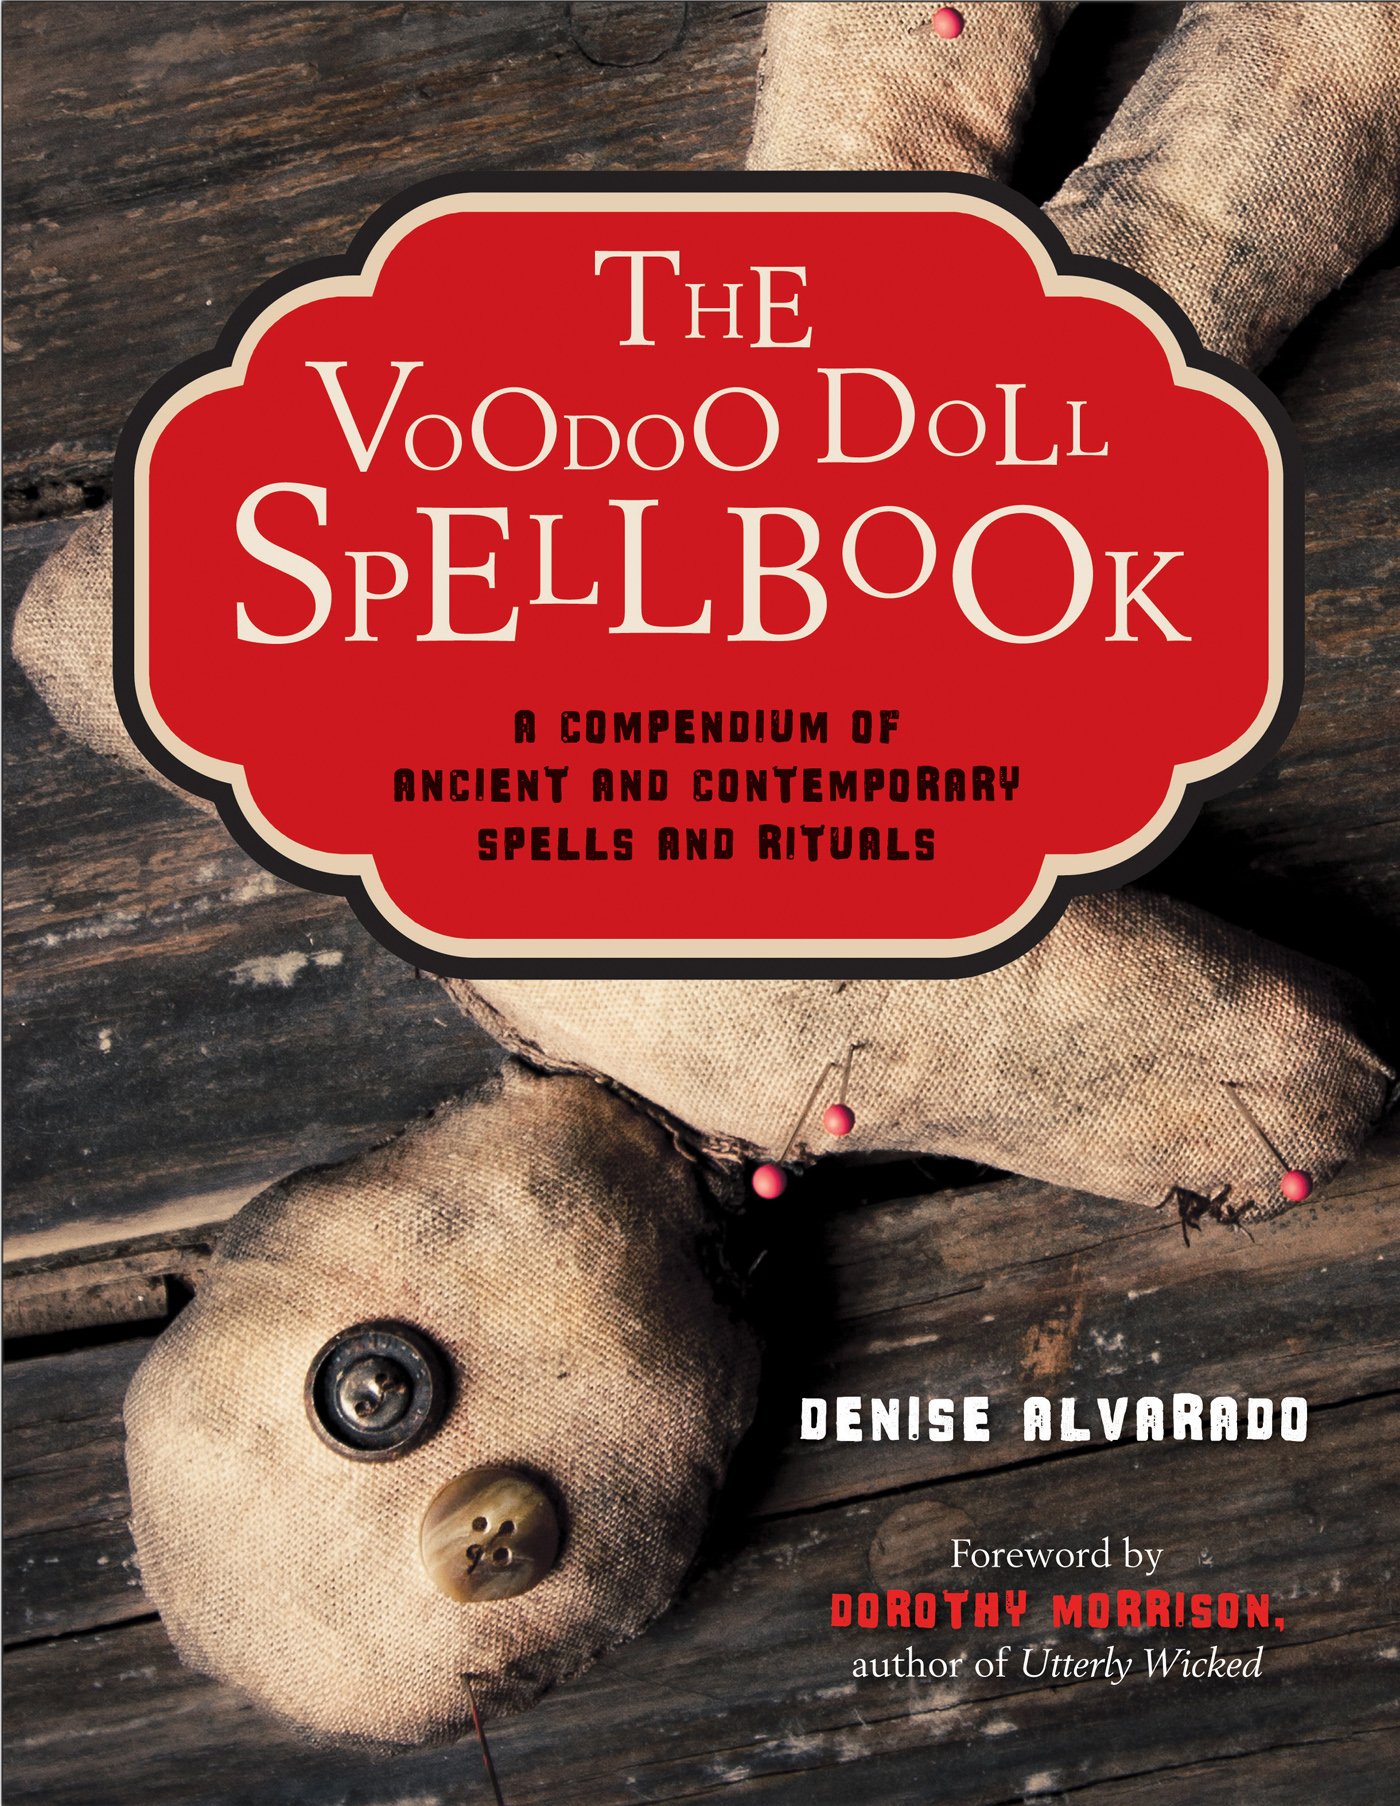 THE
VOODOO DOLL
SPELLBOOK
A COMPENDIUM OF
ANCIENT AND CONTEMPORARY
SPELLS AND RITUALS
DENISE ALVARADO
Foreword by
DOROTHY MORRISON,
author of Utterly Wicked